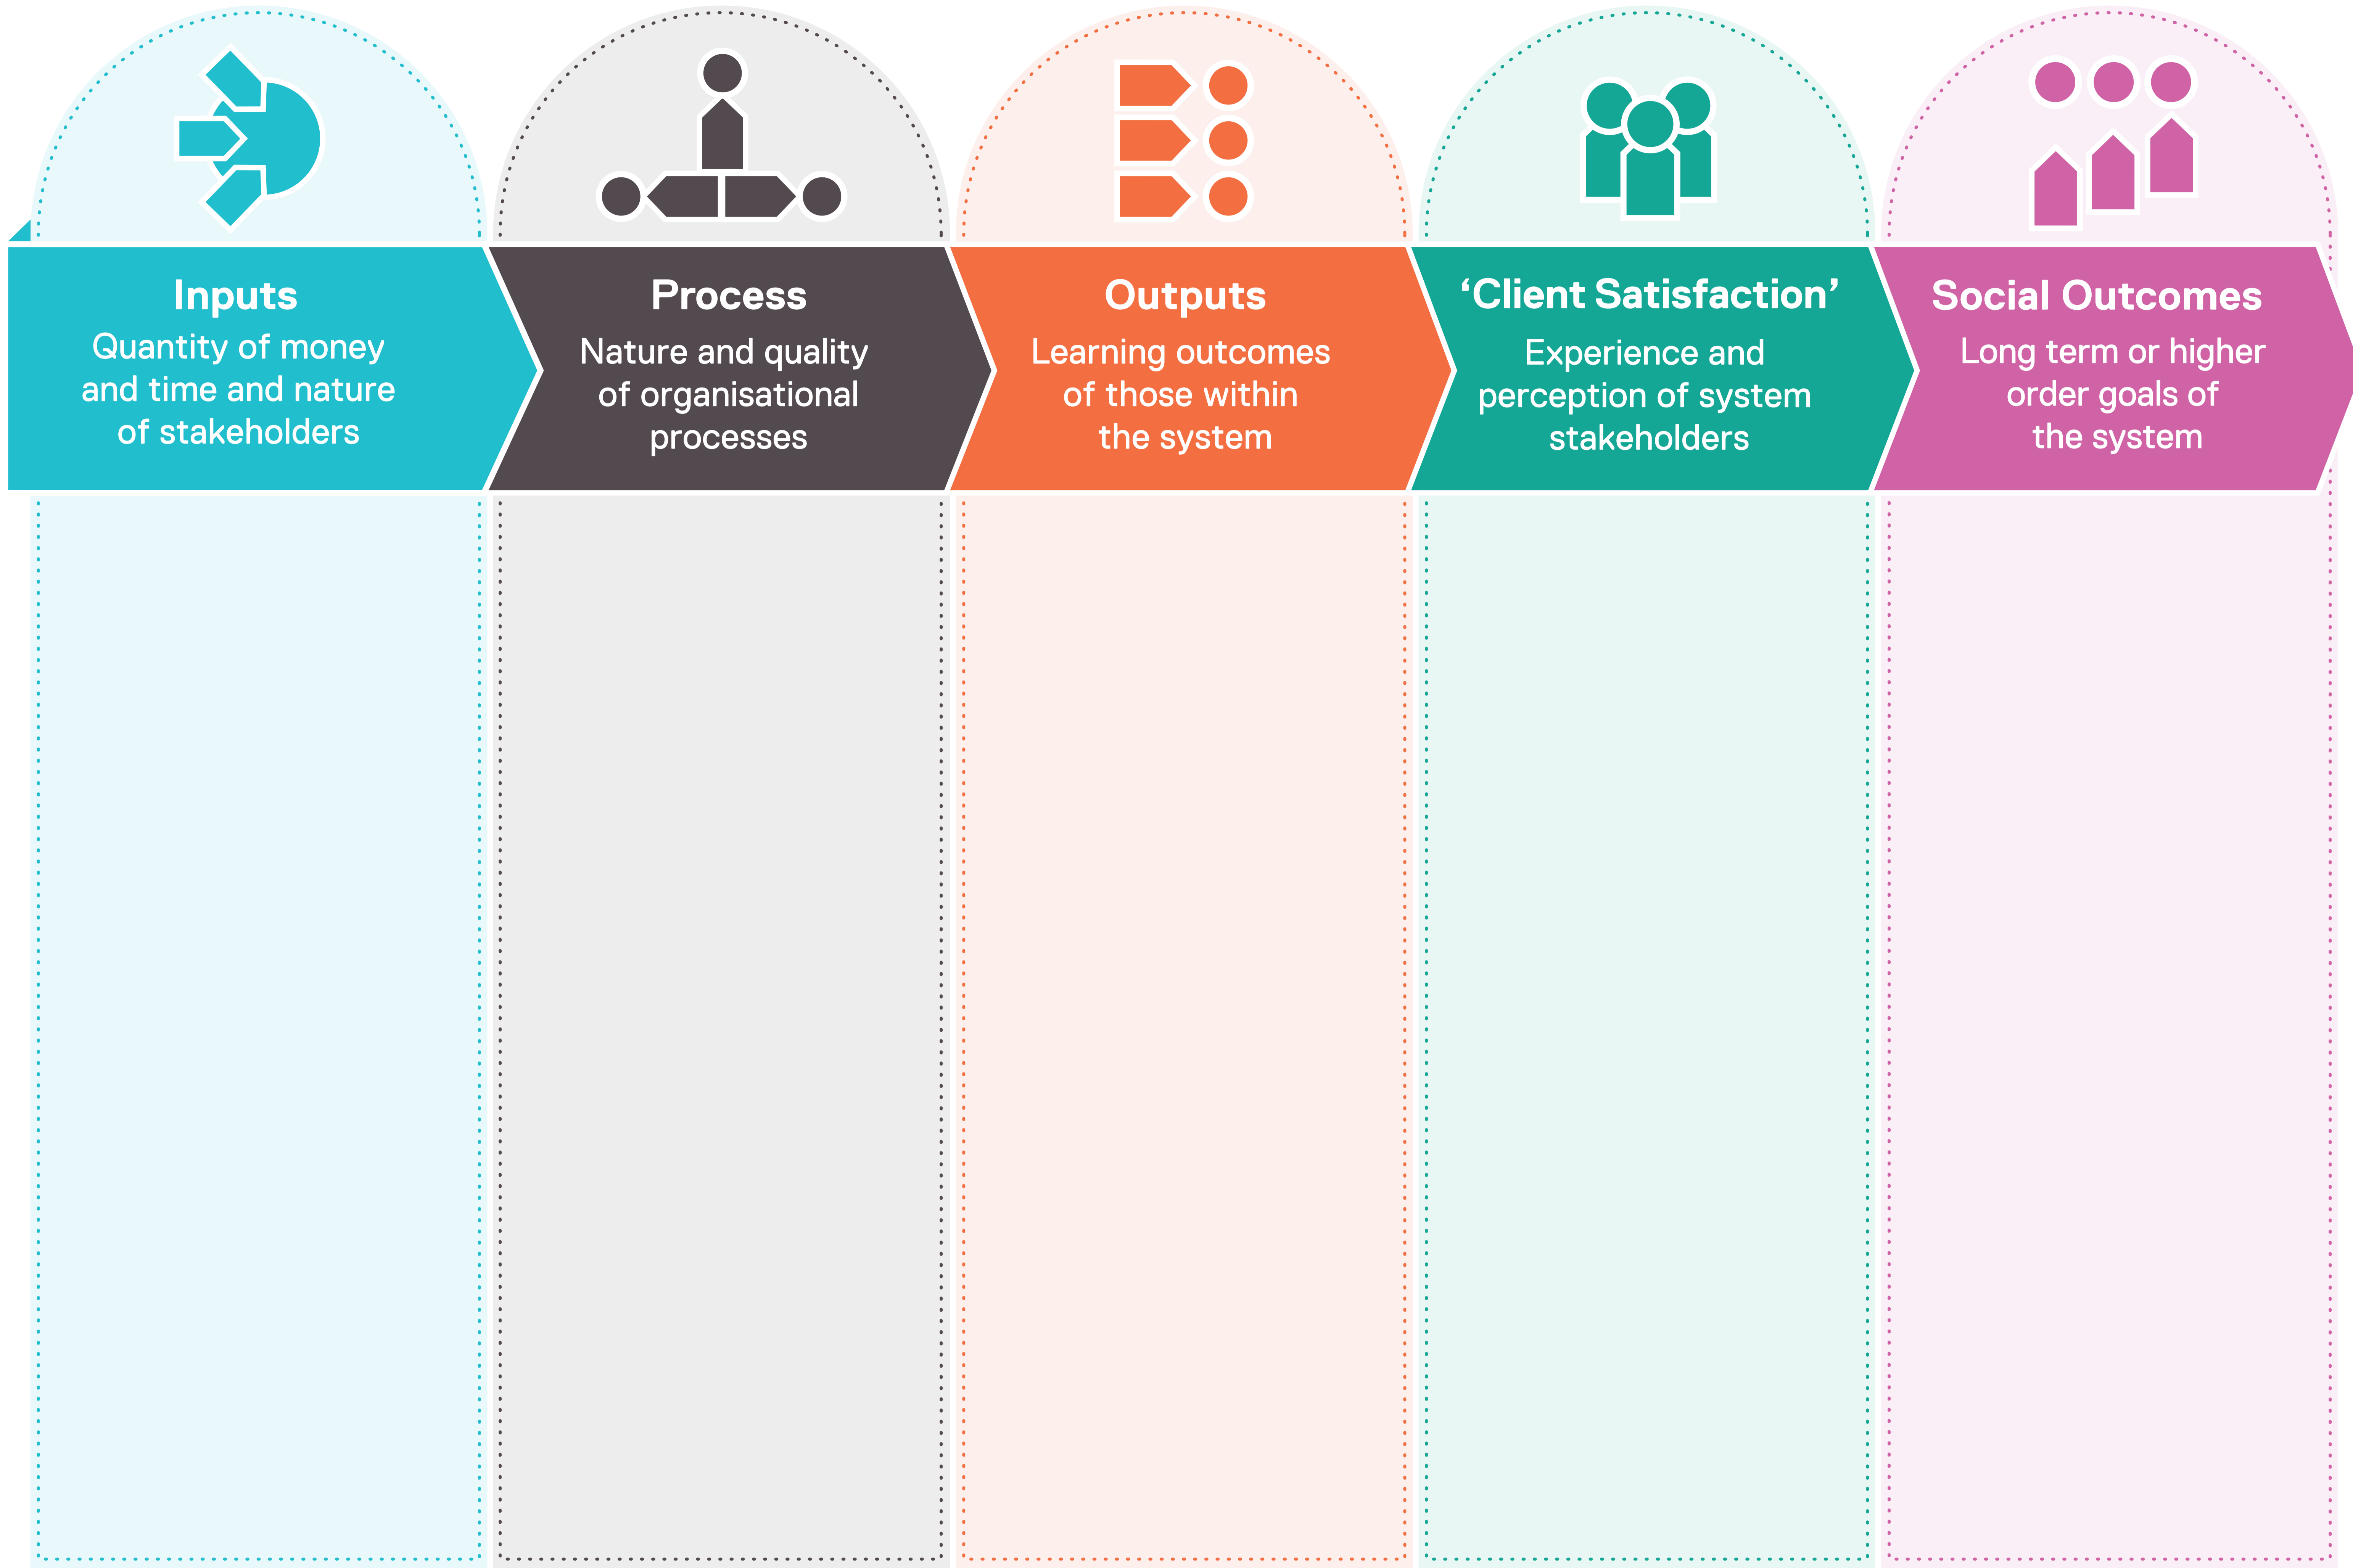 Inputs
Quantity of money
and time and nature
of stakeholders
Process
Nature and quality
of organisational
processes
Outputs
Learning outcomes
of those within
the system
‘Client Satisfaction’
Experience and
perception of system
stakeholders
Social Outcomes
Long term or higher
order goals of
the system